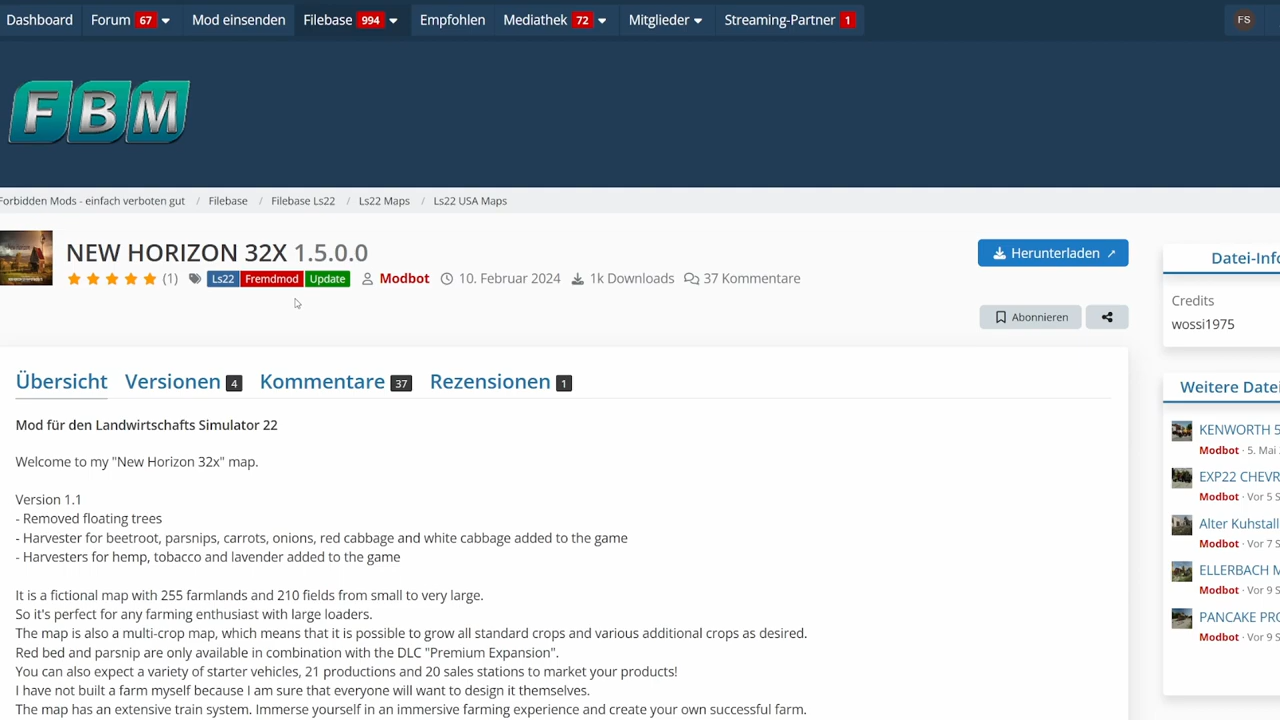 Dashboard Forum 67 Mod einsenden Filebase 994 Empfohlen Mediathek 72 Mitglieder Streaming-Partner 1 FS
FBM
Forbidden Mods - einfach verboten gut / Filebase / Filebase Ls22 / Ls22 Maps / Ls22 USA Maps
NEW HORIZON 32X 1.5.0.0
(1) Ls22 Fremdmod Update Modbot 10. Februar 2024 1k Downloads 37 Kommentare
Herunterladen
Abonnieren
Datei-Info
Credits
wossi1975
Übersicht Versionen 4 Kommentare 37 Rezensionen 1
Mod für den Landwirtschafts Simulator 22
Welcome to my "New Horizon 32x" map.
Version 1.1
- Removed floating trees
- Harvester for beetroot, parsnips, carrots, onions, red cabbage and white cabbage added to the game
- Harvesters for hemp, tobacco and lavender added to the game
It is a fictional map with 255 farmlands and 210 fields from small to very large.
So it's perfect for any farming enthusiast with large loaders.
The map is also a multi-crop map, which means that it is possible to grow all standard crops and various additional crops as desired.
Red bed and parsnip are only available in combination with the DLC "Premium Expansion".
You can also expect a variety of starter vehicles, 21 productions and 20 sales stations to market your products!
I have not built a farm myself because I am sure that everyone will want to design it themselves.
The map has an extensive train system. Immerse yourself in an immersive farming experience and create your own successful farm.
Weitere Datei
KENWORTH 5
Modbot · 5. Mai
EXP22 CHEVR
Modbot · Vor 5 S
Alter Kuhstall
Modbot · Vor 7 S
ELLERBACH M
Modbot · Vor 9 S
PANCAKE PRO
Modbot · Vor 9 S